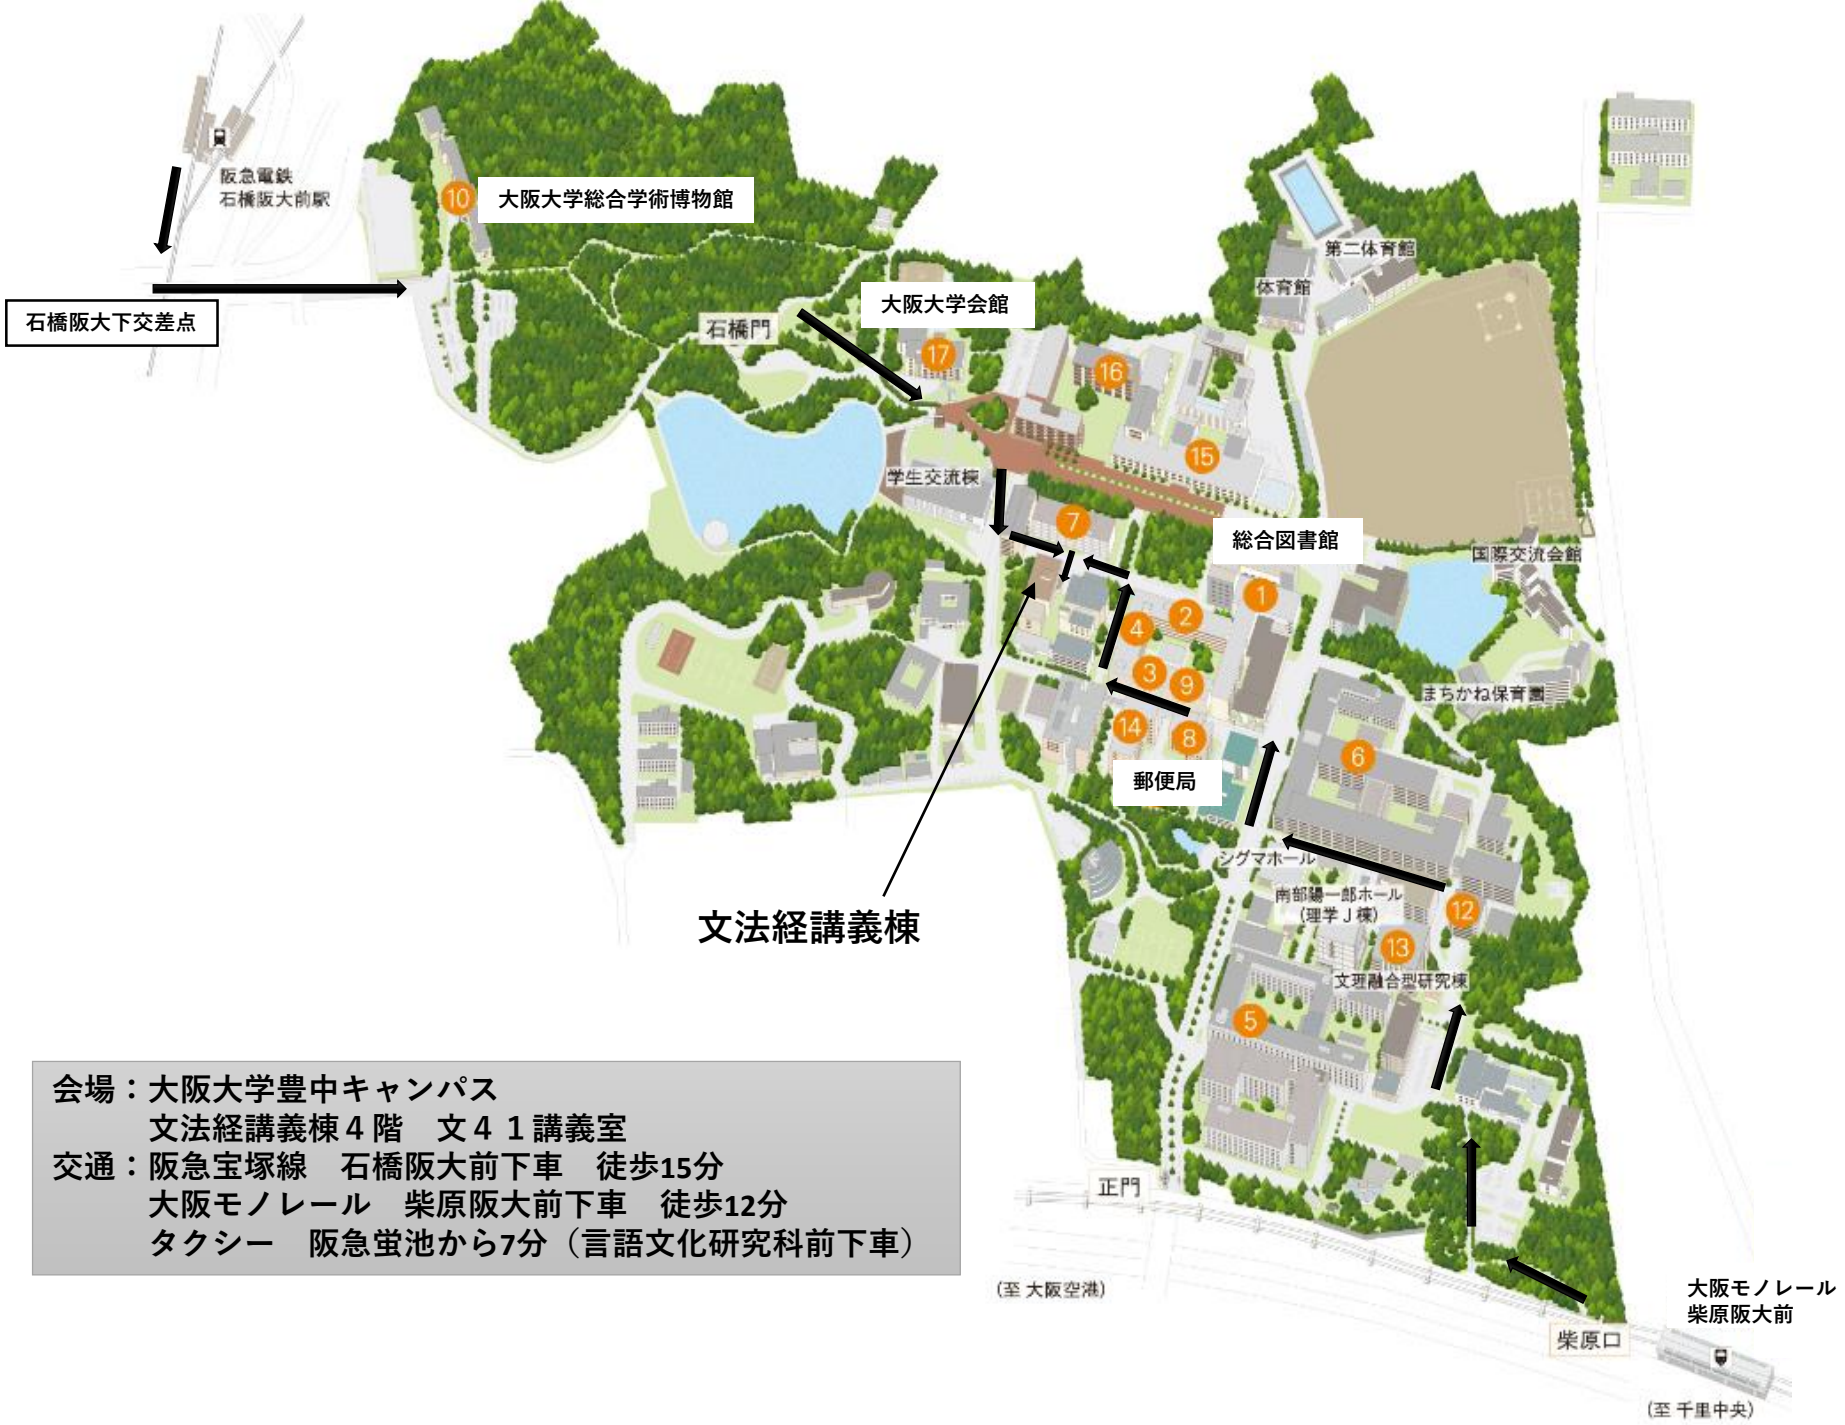 阪急電鉄
石橋阪大前駅
10
大阪大学総合学術博物館
石橋阪大下交差点
石橋門
大阪大学会館
17
16
15
第二体育館
体育館
学生交流棟
7
総合図書館
国際交流会館
1
2
4
3
9
まちかね保育園
14
8
6
郵便局
シグマホール
南部陽一郎ホール
(理学J棟)
12
13
文理融合型研究棟
文法経講義棟
5
会場：大阪大学豊中キャンパス
文法経講義棟４階　文４１講義室
交通：阪急宝塚線　石橋阪大前下車　徒歩15分
大阪モノレール　柴原阪大前下車　徒歩12分
タクシー　阪急蛍池から7分（言語文化研究科前下車）
正門
(至 大阪空港)
大阪モノレール
柴原阪大前
柴原口
(至 千里中央)